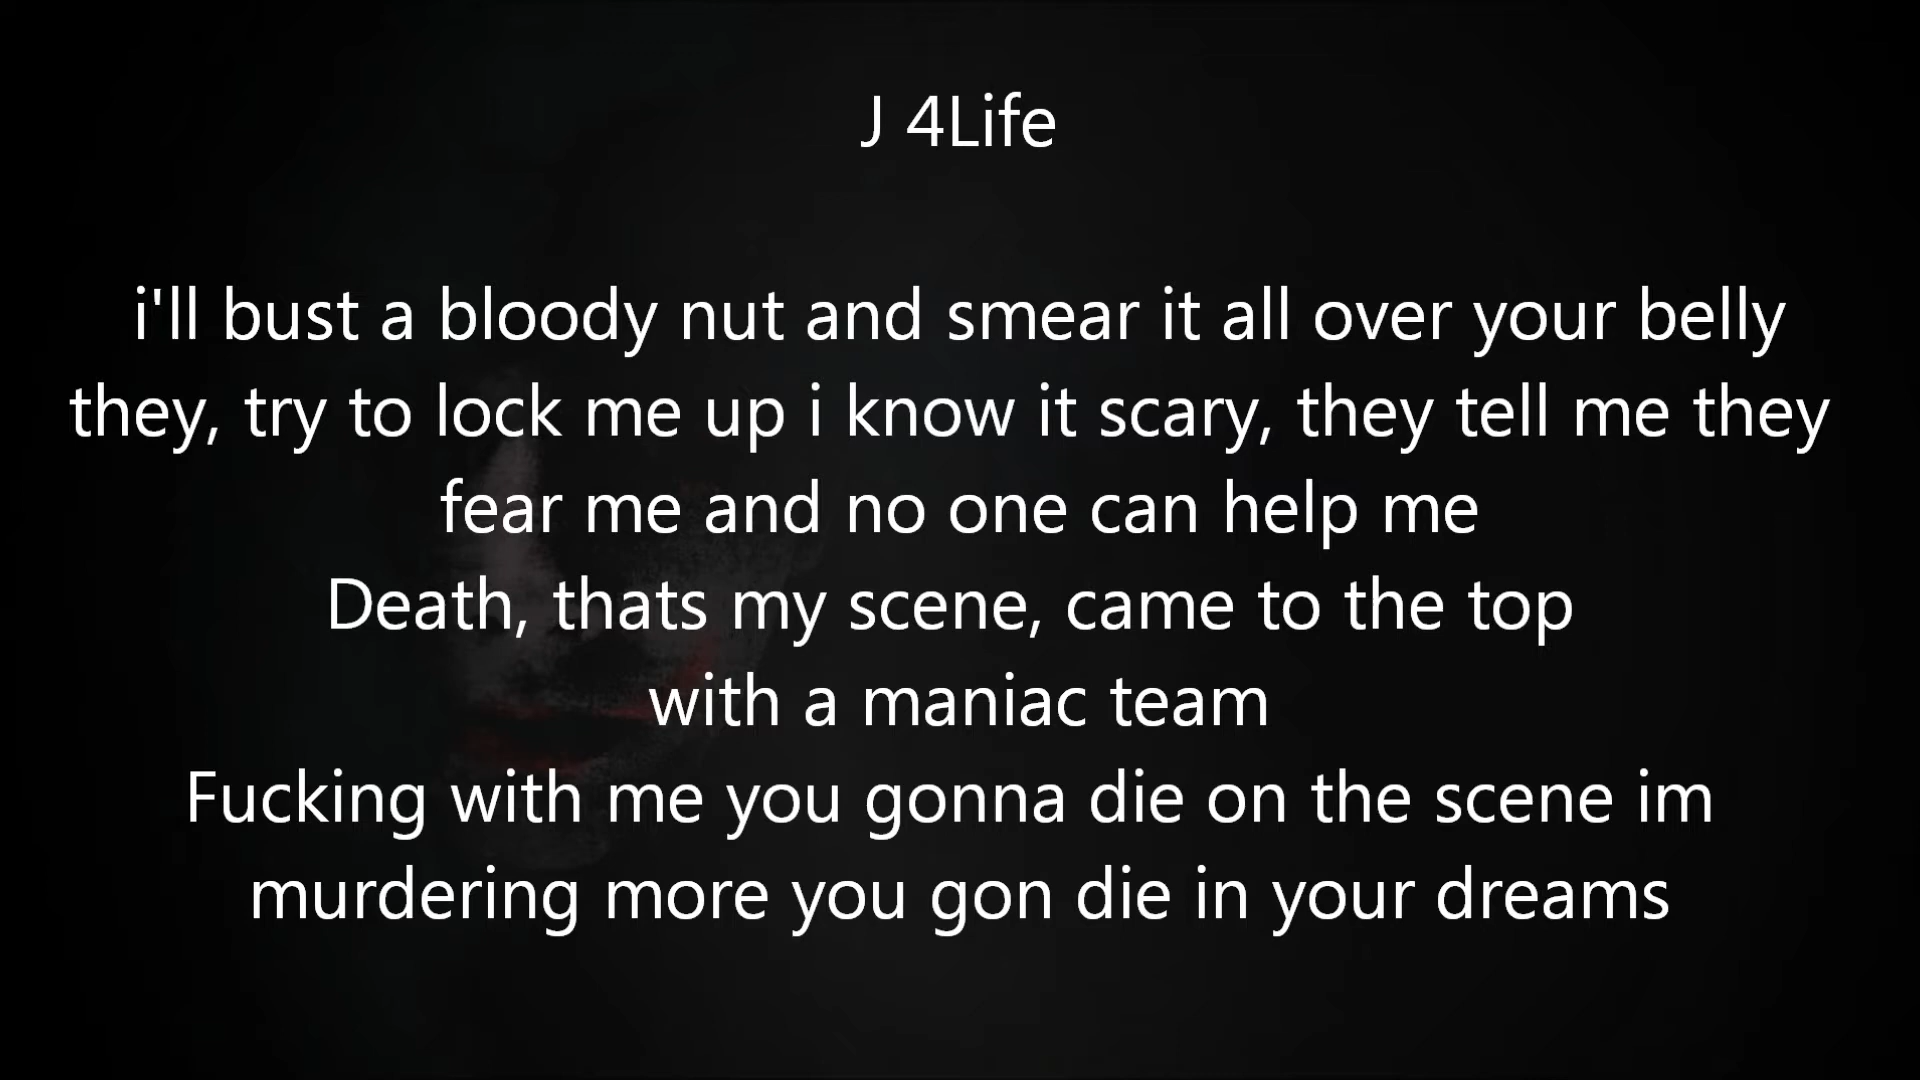 J 4Life
i'll bust a bloody nut and smear it all over your belly
they, try to lock me up i know it scary, they tell me they
fear me and no one can help me
Death, thats my scene, came to the top
with a maniac team
Fucking with me you gonna die on the scene im
murdering more you gon die in your dreams